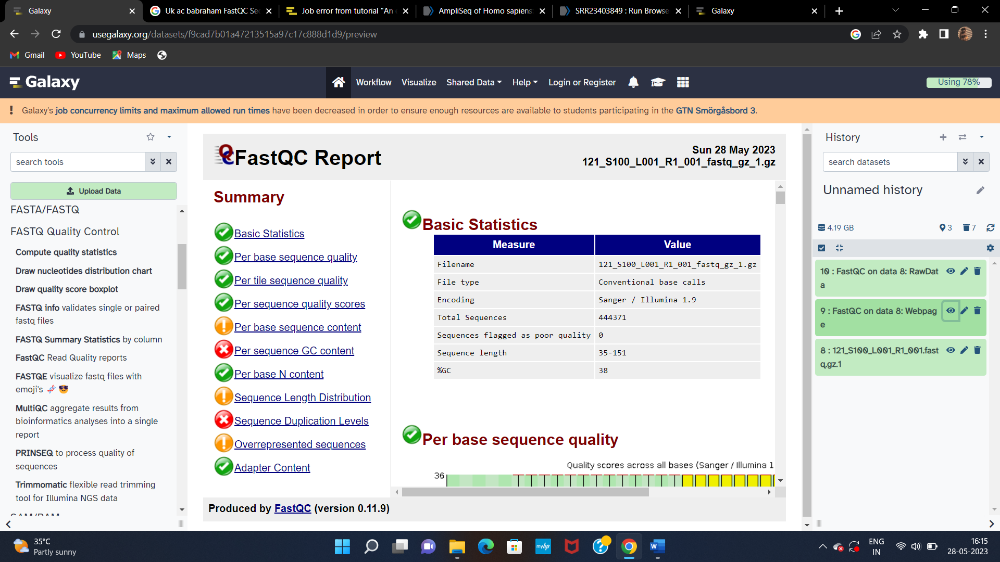 Galaxy
Uk ac babraham FastQC Se
Job error from tutorial "An
AmpliSeq of Homo sapiens:
SRR23403849 : Run Browse
Galaxy
usegalaxy.org/datasets/f9cad7b01a47213515a97c17c888d1d9/preview
Gmail
YouTube
Maps
Galaxy
Workflow
Visualize
Shared Data
Help
Login or Register
Using 78%
! Galaxy's job concurrency limits and maximum allowed run times have been decreased in order to ensure enough resources are available to students participating in the GTN Smörgåsbord 3.
Tools
search tools
Upload Data
FASTA/FASTQ
FASTQ Quality Control
Compute quality statistics
Draw nucleotides distribution chart
Draw quality score boxplot
FASTQ info validates single or paired
fastq files
FASTQ Summary Statistics by column
FastQC Read Quality reports
FASTQE visualize fastq files with
emoji's 🧬 😎
MultiQC aggregate results from
bioinformatics analyses into a single
report
PRINSEQ to process quality of
sequences
Trimmomatic flexible read trimming
tool for Illumina NGS data
SAM/BAM
FastQC Report
Sun 28 May 2023
121_S100_L001_R1_001_fastq_gz_1.gz
Summary
Basic Statistics
Per base sequence quality
Per tile sequence quality
Per sequence quality scores
Per base sequence content
Per sequence GC content
Per base N content
Sequence Length Distribution
Sequence Duplication Levels
Overrepresented sequences
Adapter Content
Basic Statistics
Measure Value
Filename 121_S100_L001_R1_001_fastq_gz_1.gz
File type Conventional base calls
Encoding Sanger / Illumina 1.9
Total Sequences 444371
Sequences flagged as poor quality 0
Sequence length 35-151
%GC 38
Per base sequence quality
Quality scores across all bases (Sanger / Illumina 1
36
Produced by FastQC (version 0.11.9)
History
search datasets
Unnamed history
4.19 GB
3
7
10 : FastQC on data 8: RawDat
a
9 : FastQC on data 8: Webpag
e
8 : 121_S100_L001_R1_001.fast
q.gz.1
35°C
Partly sunny
myhp
ENG
IN
16:15
28-05-2023